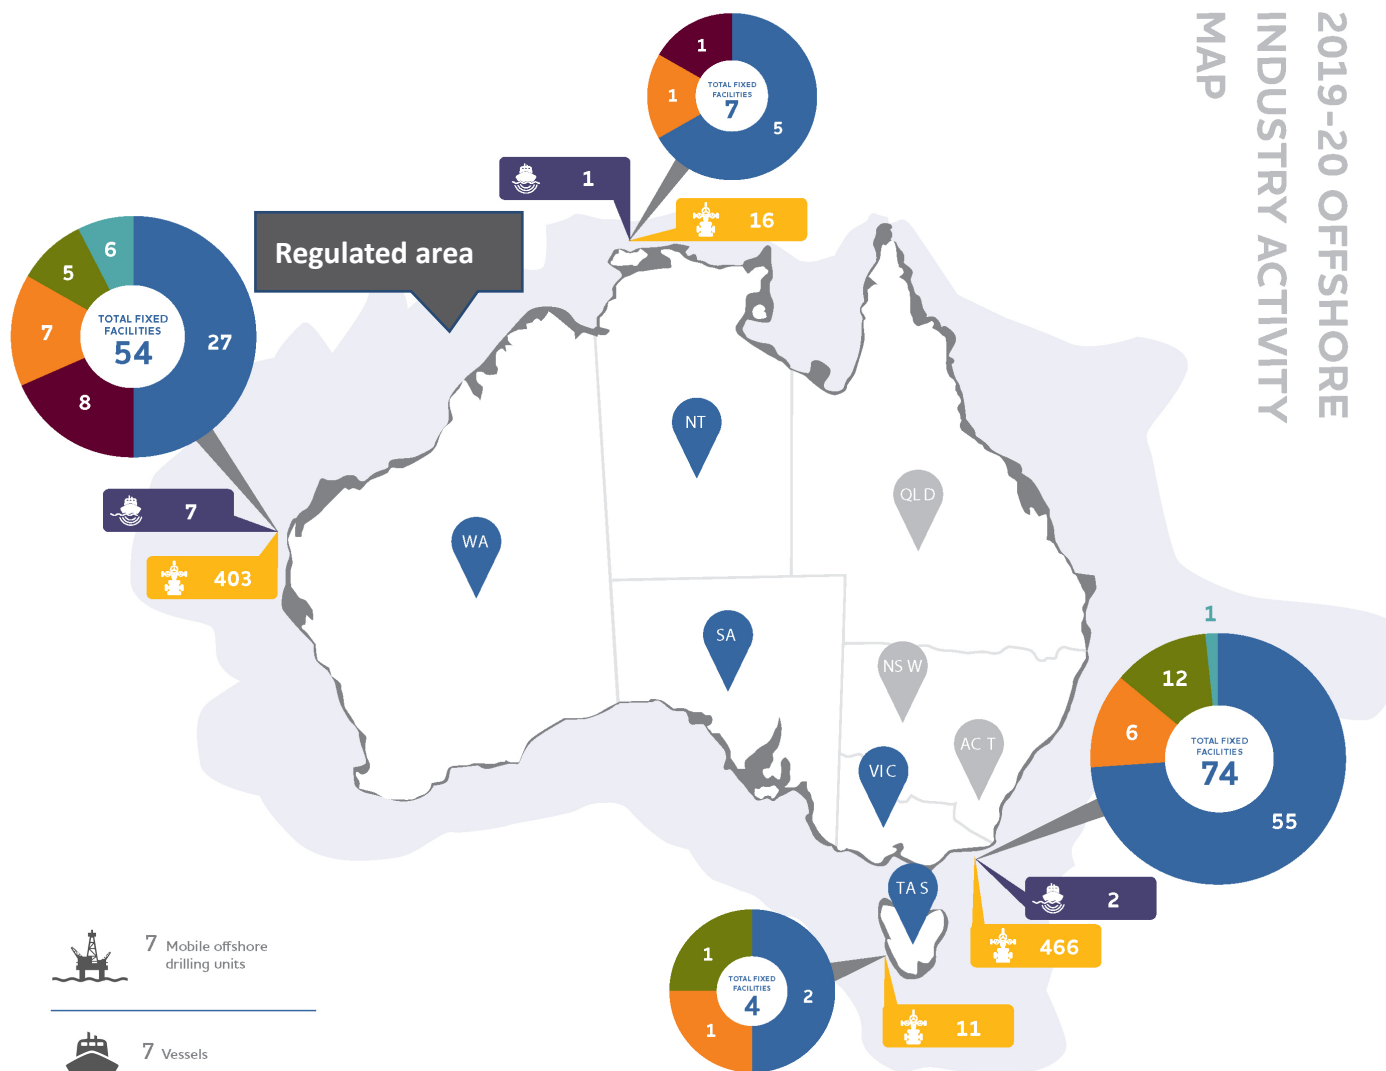 2019-20 OFFSHORE
INDUSTRY ACTIVITY
MAP
1
1
5
TOTAL FIXED
FACILITIES
7
1
16
Regulated area
6
5
7
8
27
TOTAL FIXED
FACILITIES
54
7
403
NT
WA
QLD
SA
NSW
ACT
VIC
TAS
1
12
6
55
TOTAL FIXED
FACILITIES
74
2
466
1
1
2
TOTAL FIXED
FACILITIES
4
11
7 Mobile offshore
drilling units
7 Vessels